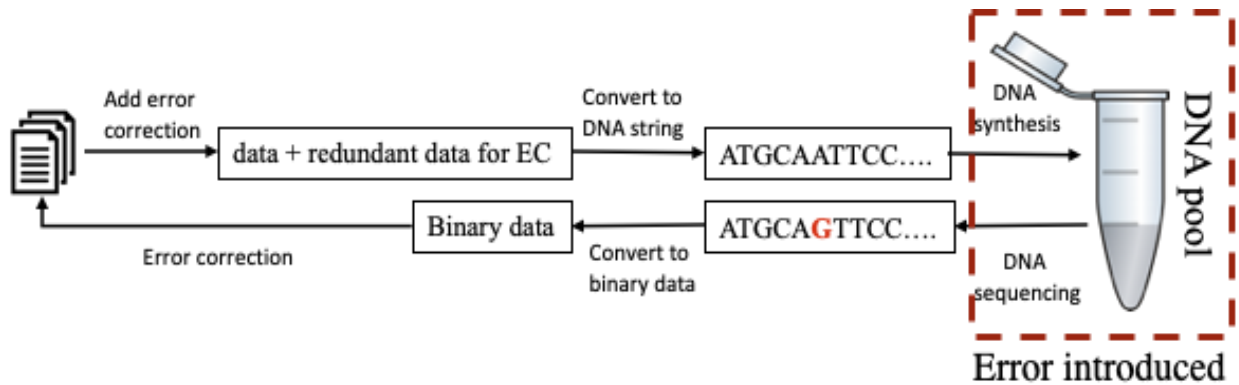 Add error
correction
data + redundant data for EC
Convert to
DNA string
ATGCAATTCC....
DNA
synthesis
DNA pool
Binary data
Error correction
Convert to
binary data
ATGCAGTTCC....
DNA
sequencing
Error introduced